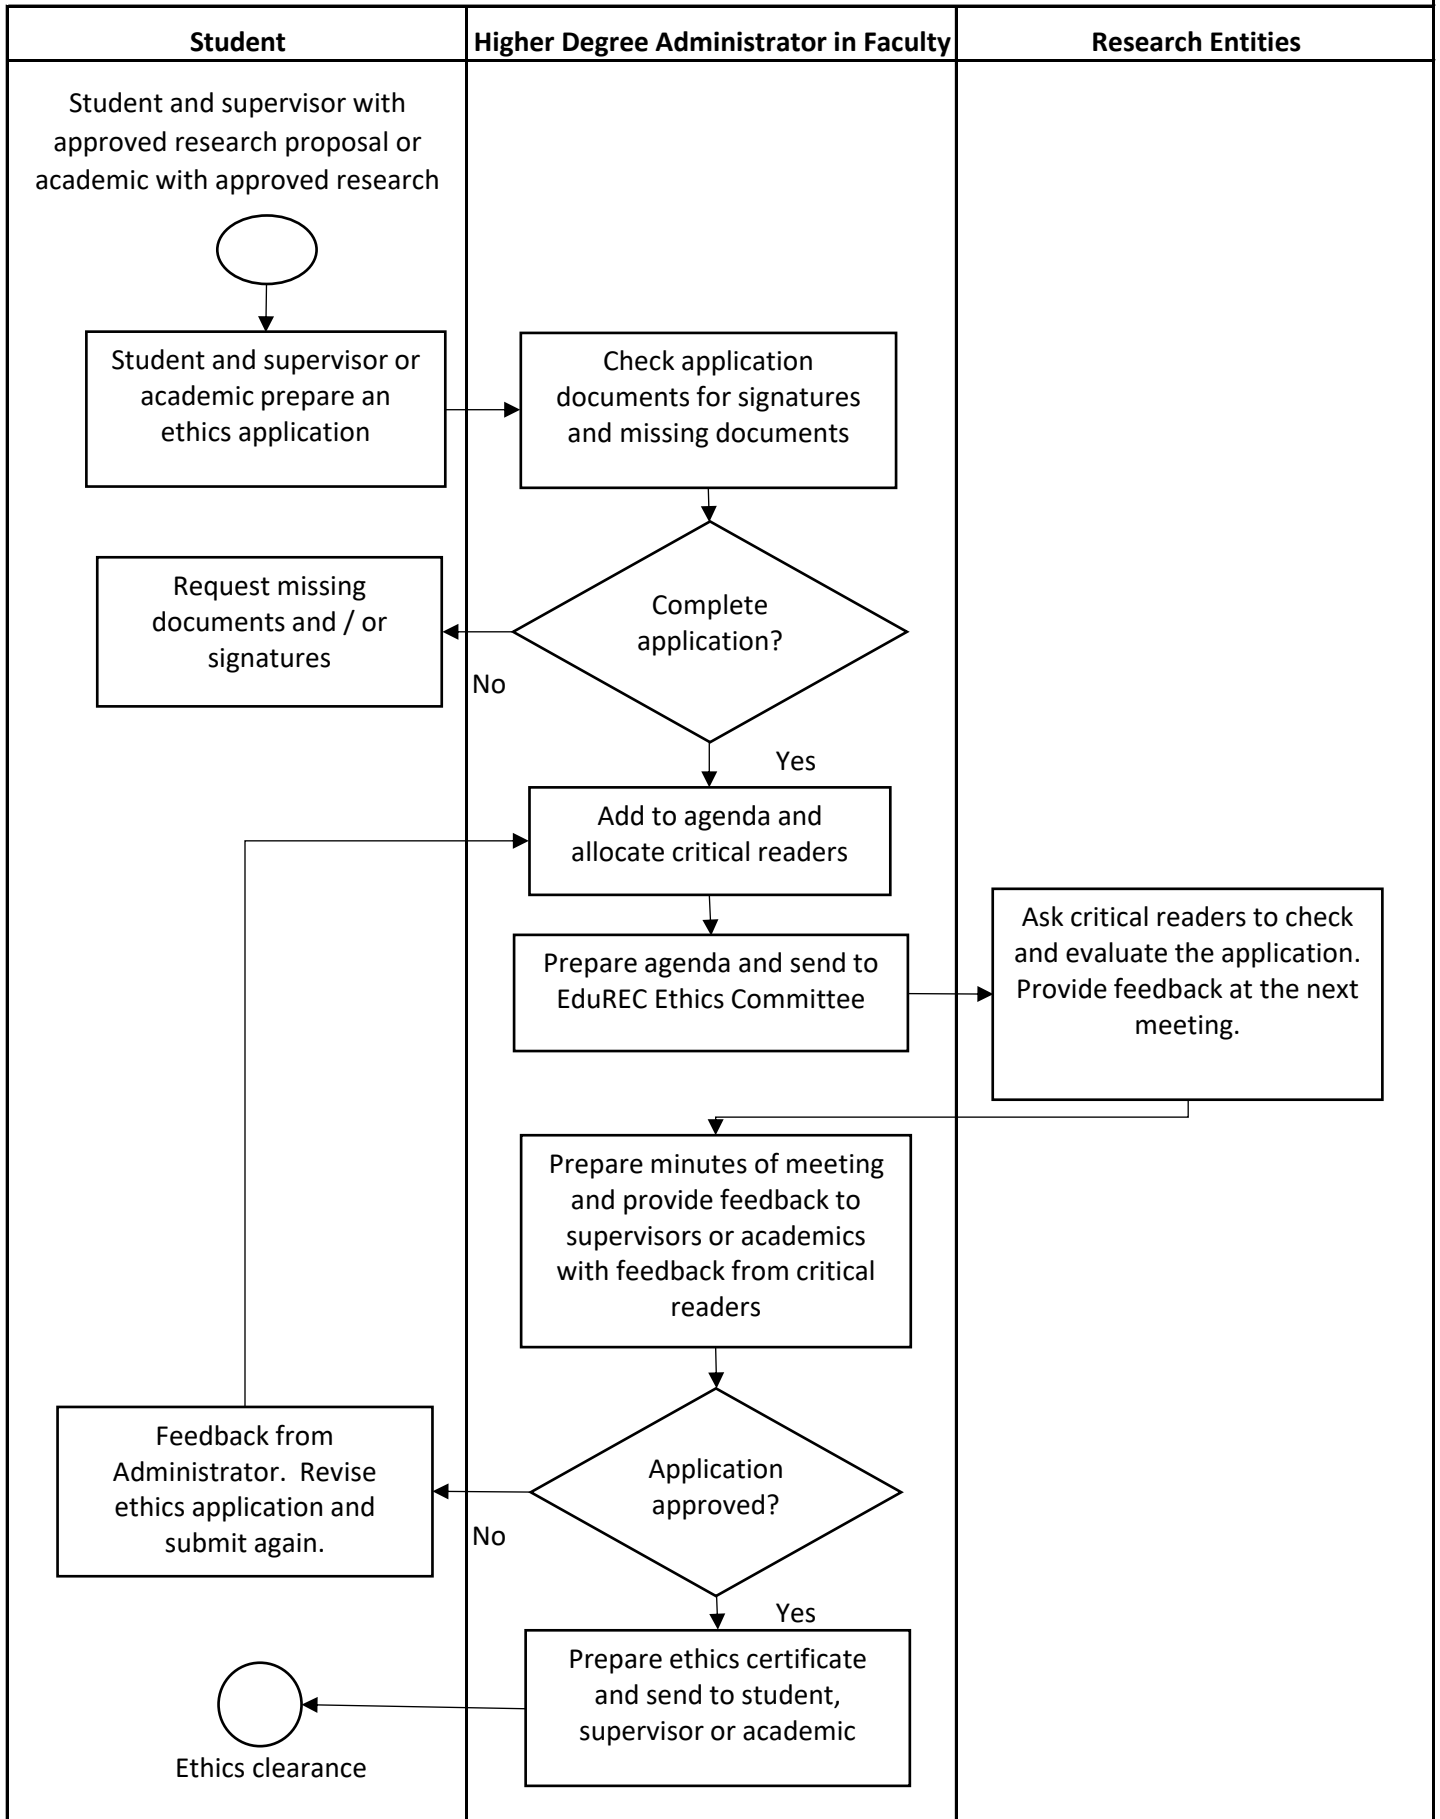 Student
Higher Degree Administrator in Faculty
Research Entities
Student and supervisor with
approved research proposal or
academic with approved research
Student and supervisor or
academic prepare an
ethics application
Check application
documents for signatures
and missing documents
Request missing
documents and / or
signatures
Complete
application?
No
Yes
Add to agenda and
allocate critical readers
Prepare agenda and send to
EduREC Ethics Committee
Ask critical readers to check
and evaluate the application.
Provide feedback at the next
meeting.
Prepare minutes of meeting
and provide feedback to
supervisors or academics
with feedback from critical
readers
Feedback from
Administrator.  Revise
ethics application and
submit again.
Application
approved?
No
Yes
Prepare ethics certificate
and send to student,
supervisor or academic
Ethics clearance